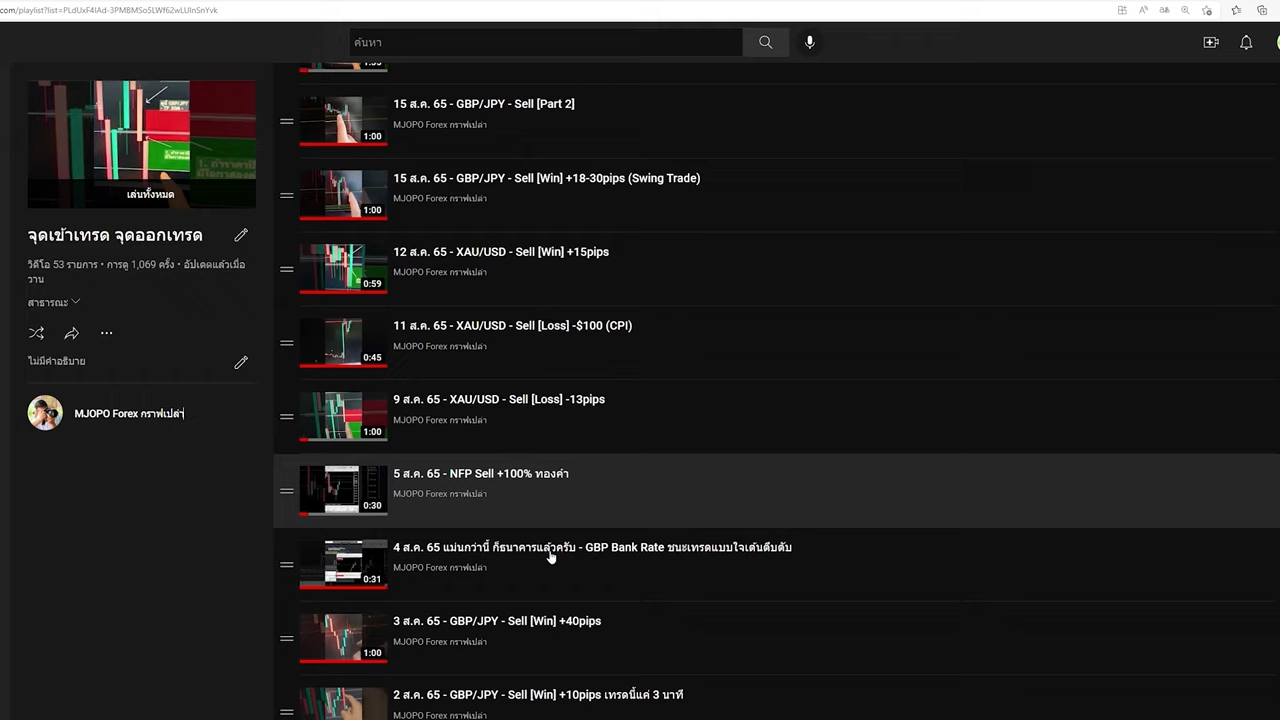 com/playlist?list=PLdUxF4IAd-3PMBMSo5LWf62wLUInSnYvk
ค้นหา
เล่นทั้งหมด
จุดเข้าเทรด จุดออกเทรด
วิดีโอ 53 รายการ • การดู 1,069 ครั้ง • อัปเดตแล้วเมื่อ
วาน
สาธารณะ
ไม่มีคำอธิบาย
MJOPO Forex กราฟเปล่า
15 ส.ค. 65 - GBP/JPY - Sell [Part 2]
MJOPO Forex กราฟเปล่า
1:00
15 ส.ค. 65 - GBP/JPY - Sell [Win] +18-30pips (Swing Trade)
MJOPO Forex กราฟเปล่า
1:00
12 ส.ค. 65 - XAU/USD - Sell [Win] +15pips
MJOPO Forex กราฟเปล่า
0:59
11 ส.ค. 65 - XAU/USD - Sell [Loss] -$100 (CPI)
MJOPO Forex กราฟเปล่า
0:45
9 ส.ค. 65 - XAU/USD - Sell [Loss] -13pips
MJOPO Forex กราฟเปล่า
1:00
5 ส.ค. 65 - NFP Sell +100% ทองคำ
MJOPO Forex กราฟเปล่า
0:30
4 ส.ค. 65 แม่นกว่านี้ ก็ธนาคารแล้วครับ - GBP Bank Rate ชนะเทรดแบบใจเต้นตึบตับ
MJOPO Forex กราฟเปล่า
0:31
3 ส.ค. 65 - GBP/JPY - Sell [Win] +40pips
MJOPO Forex กราฟเปล่า
1:00
2 ส.ค. 65 - GBP/JPY - Sell [Win] +10pips เทรดนี้แค่ 3 นาที
MJOPO Forex กราฟเปล่า